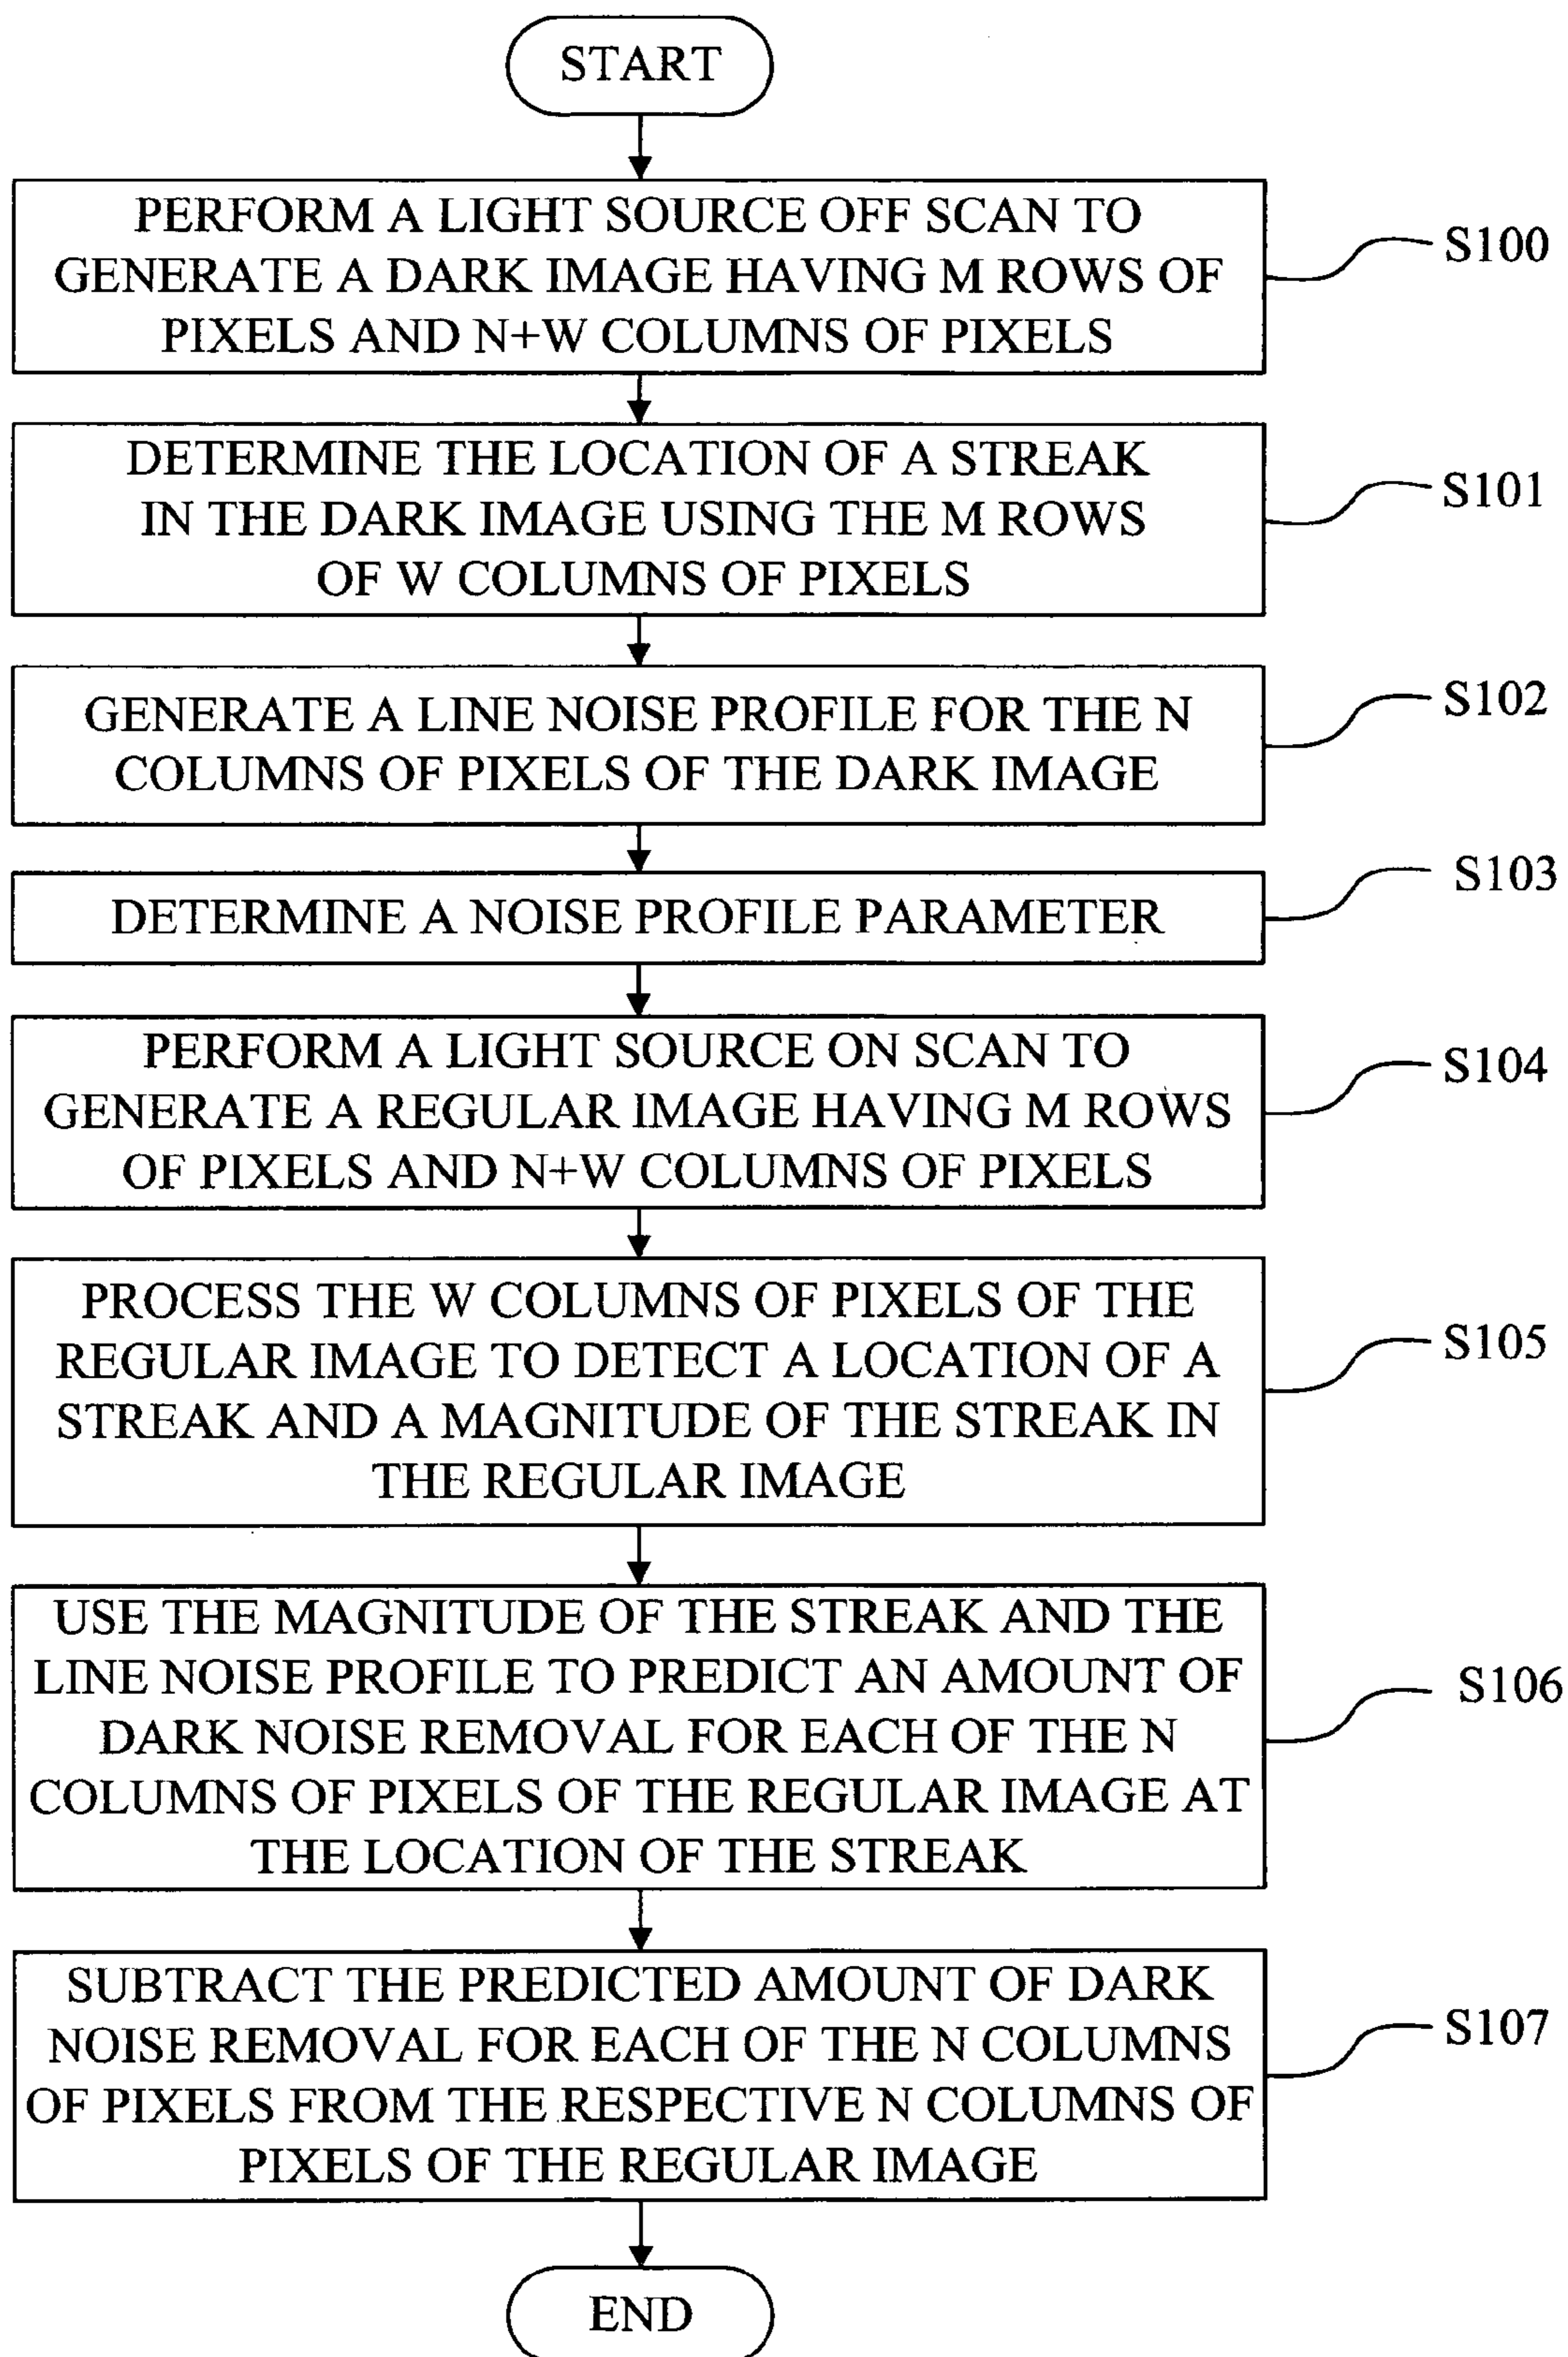 START
PERFORM A LIGHT SOURCE OFF SCAN TO
GENERATE A DARK IMAGE HAVING M ROWS OF
PIXELS AND N+W COLUMNS OF PIXELS
S100
DETERMINE THE LOCATION OF A STREAK
IN THE DARK IMAGE USING THE M ROWS
OF W COLUMNS OF PIXELS
S101
GENERATE A LINE NOISE PROFILE FOR THE N
COLUMNS OF PIXELS OF THE DARK IMAGE
S102
DETERMINE A NOISE PROFILE PARAMETER
S103
PERFORM A LIGHT SOURCE ON SCAN TO
GENERATE A REGULAR IMAGE HAVING M ROWS
OF PIXELS AND N+W COLUMNS OF PIXELS
S104
PROCESS THE W COLUMNS OF PIXELS OF THE
REGULAR IMAGE TO DETECT A LOCATION OF A
STREAK AND A MAGNITUDE OF THE STREAK IN
THE REGULAR IMAGE
S105
USE THE MAGNITUDE OF THE STREAK AND THE
LINE NOISE PROFILE TO PREDICT AN AMOUNT OF
DARK NOISE REMOVAL FOR EACH OF THE N
COLUMNS OF PIXELS OF THE REGULAR IMAGE AT
THE LOCATION OF THE STREAK
S106
SUBTRACT THE PREDICTED AMOUNT OF DARK
NOISE REMOVAL FOR EACH OF THE N COLUMNS
OF PIXELS FROM THE RESPECTIVE N COLUMNS OF
PIXELS OF THE REGULAR IMAGE
S107
END